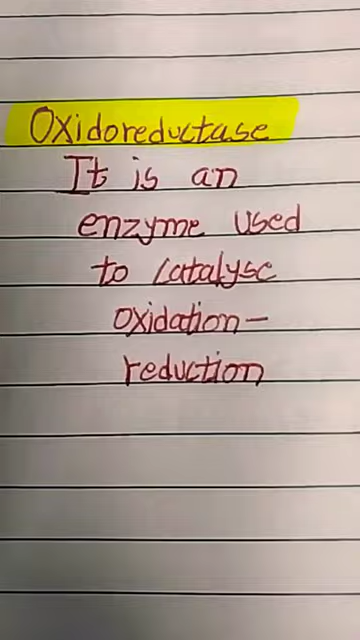 Oxidoreductase
It is an
enzyme used
to catalyse
oxidation-
reduction